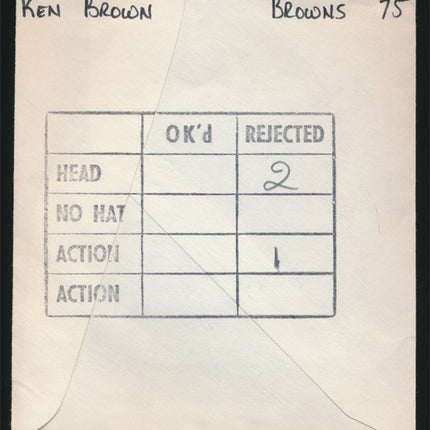 KEN BROWN BROWNS 75
OK'd REJECTED
HEAD 2
NO HAT
ACTION 1
ACTION